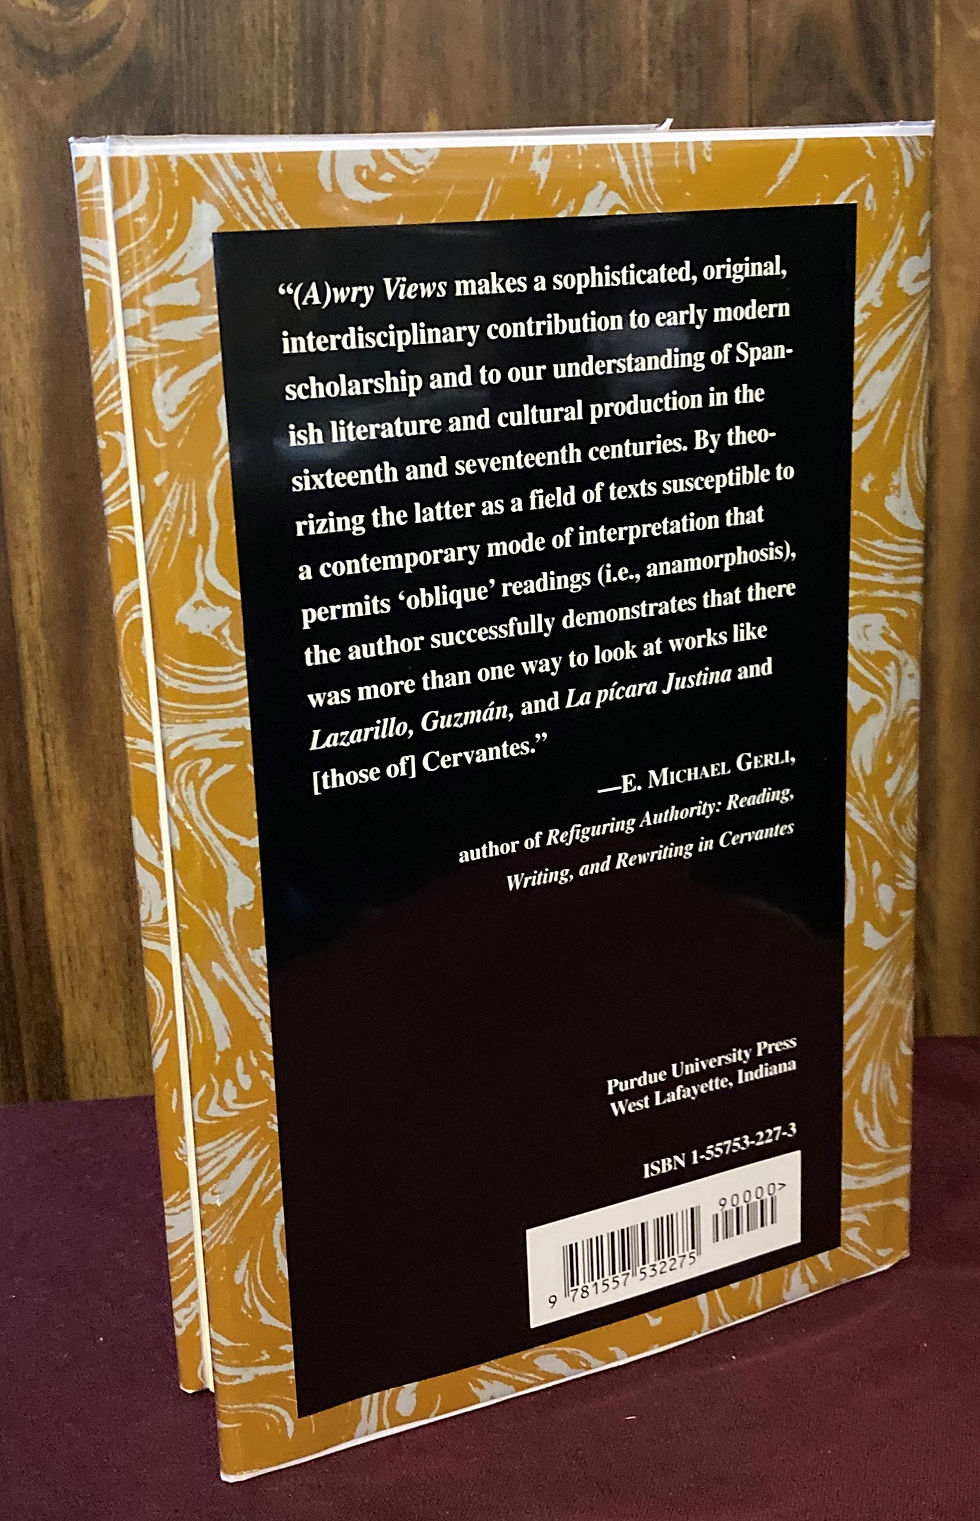 “(A)wry Views makes a sophisticated, original,
interdisciplinary contribution to early modern
scholarship and to our understanding of Span-
ish literature and cultural production in the
sixteenth and seventeenth centuries. By theo-
rizing the latter as a field of texts susceptible to
a contemporary mode of interpretation that
permits ‘oblique’ readings (i.e., anamorphosis),
the author successfully demonstrates that there
was more than one way to look at works like
Lazarillo, Guzmán, and La pícara Justina and
[those of] Cervantes.”
—E. MICHAEL GERLI,
author of Refiguring Authority: Reading,
Writing, and Rewriting in Cervantes
Purdue University Press
West Lafayette, Indiana
ISBN 1-55753-227-3
90000>
9 781557 532275